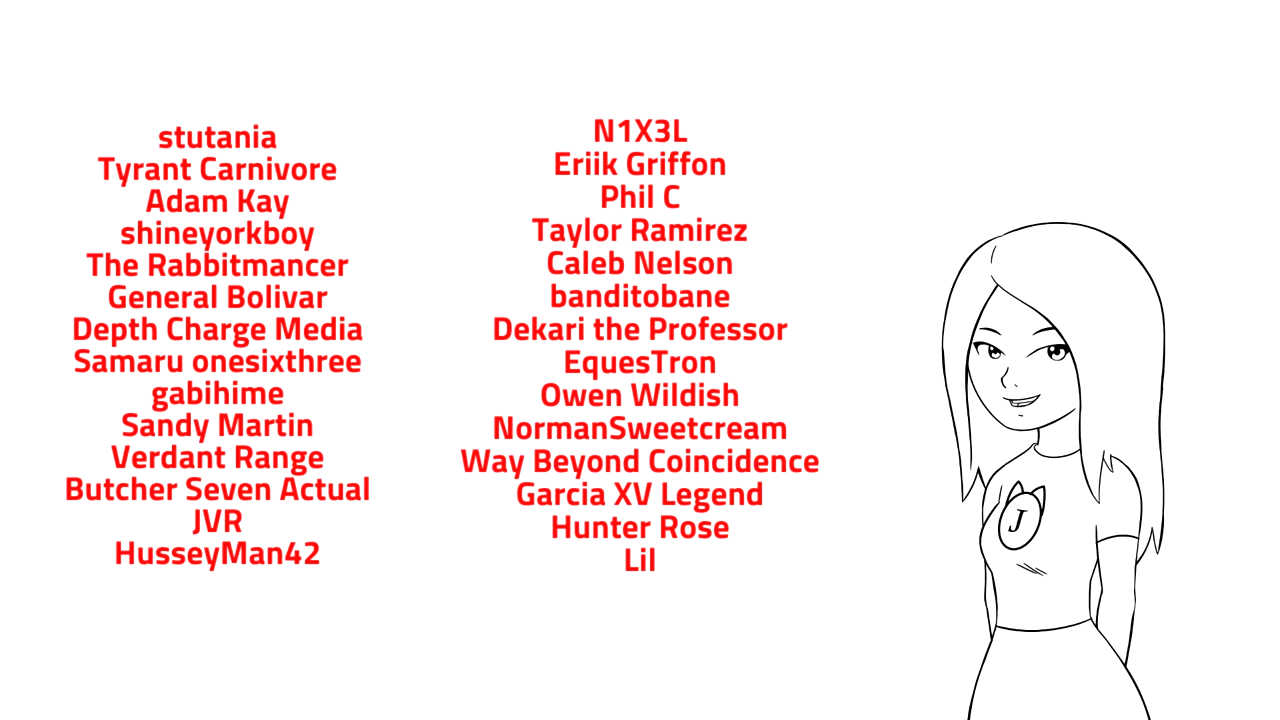 stutania
Tyrant Carnivore
Adam Kay
shineyorkboy
The Rabbitmancer
General Bolivar
Depth Charge Media
Samaru onesixthree
gabihime
Sandy Martin
Verdant Range
Butcher Seven Actual
JVR
HusseyMan42
N1X3L
Eriik Griffon
Phil C
Taylor Ramirez
Caleb Nelson
banditobane
Dekari the Professor
EquesTron
Owen Wildish
NormanSweetcream
Way Beyond Coincidence
Garcia XV Legend
Hunter Rose
Lil
J